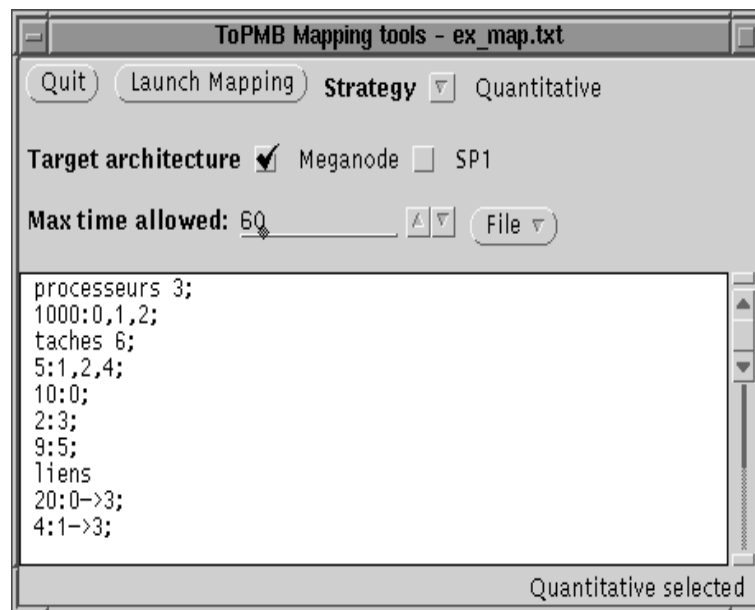 ToPMB Mapping tools - ex_map.txt
Quit Launch Mapping Strategy Quantitative
Target architecture Meganode SP1
Max time allowed: 60 File
processeurs 3;
1000:0,1,2;
taches 6;
5:1,2,4;
10:0;
2:3;
9:5;
liens
20:0->3;
4:1->3;
Quantitative selected